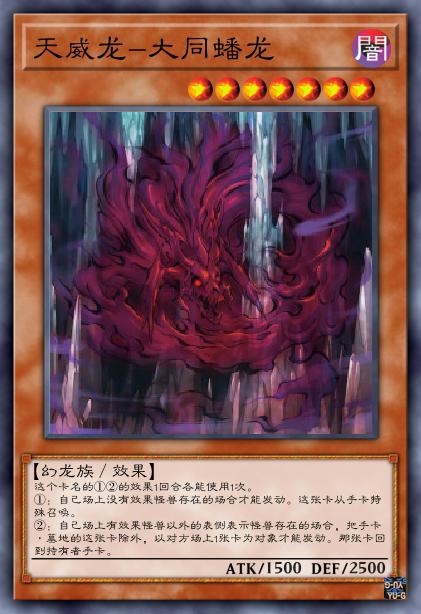 天威龙-大同蟠龙
闇
【幻龙族/效果】
这个卡名的①②的效果1回合各能使用1次。
①：自己场上没有效果怪兽存在的场合才能发动。这张卡从手卡特
殊召唤。
②：自己场上有效果怪兽以外的表侧表示怪兽存在的场合，把手卡
·墓地的这张卡除外，以对方场上1张卡为对象才能发动。那张卡回
到持有者手卡。
ATK/1500 DEF/2500